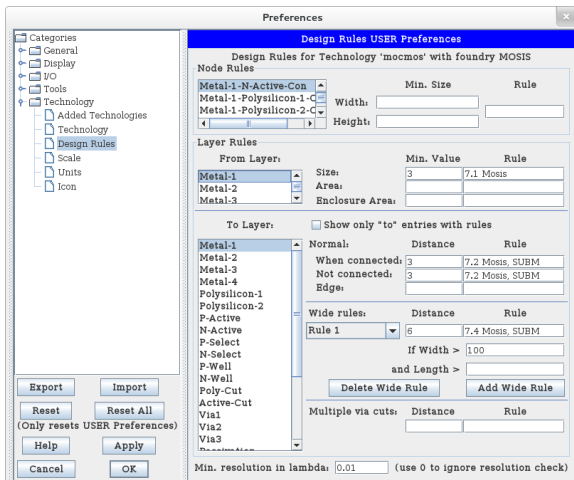 Preferences
Categories
General
Display
I/O
Tools
Technology
Added Technologies
Technology
Design Rules
Scale
Units
Icon
Export Import
Reset Reset All
(Only resets USER Preferences)
Help Apply
Cancel OK
Design Rules USER Preferences
Design Rules for Technology 'mocmos' with foundry MOSIS
Node Rules
Metal-1-N-Active-Con
Metal-1-Polysilicon-1-C
Metal-1-Polysilicon-2-C
Min. Size Rule
Width:
Height:
Layer Rules
From Layer:
Metal-1
Metal-2
Metal-3
Min. Value Rule
Size: 3 7.1 Mosis
Area:
Enclosure Area:
To Layer:
Metal-1
Metal-2
Metal-3
Metal-4
Polysilicon-1
Polysilicon-2
P-Active
N-Active
P-Select
N-Select
P-Well
N-Well
Poly-Cut
Active-Cut
Via1
Via2
Via3
Passivation
Show only "to" entries with rules
Normal: Distance Rule
When connected: 3 7.2 Mosis, SUBM
Not connected: 3 7.2 Mosis, SUBM
Edge:
Wide rules: Distance Rule
Rule 1 6 7.4 Mosis, SUBM
If Width > 100
and Length >
Delete Wide Rule Add Wide Rule
Multiple via cuts: Distance Rule
Min. resolution in lambda: 0.01 (use 0 to ignore resolution check)